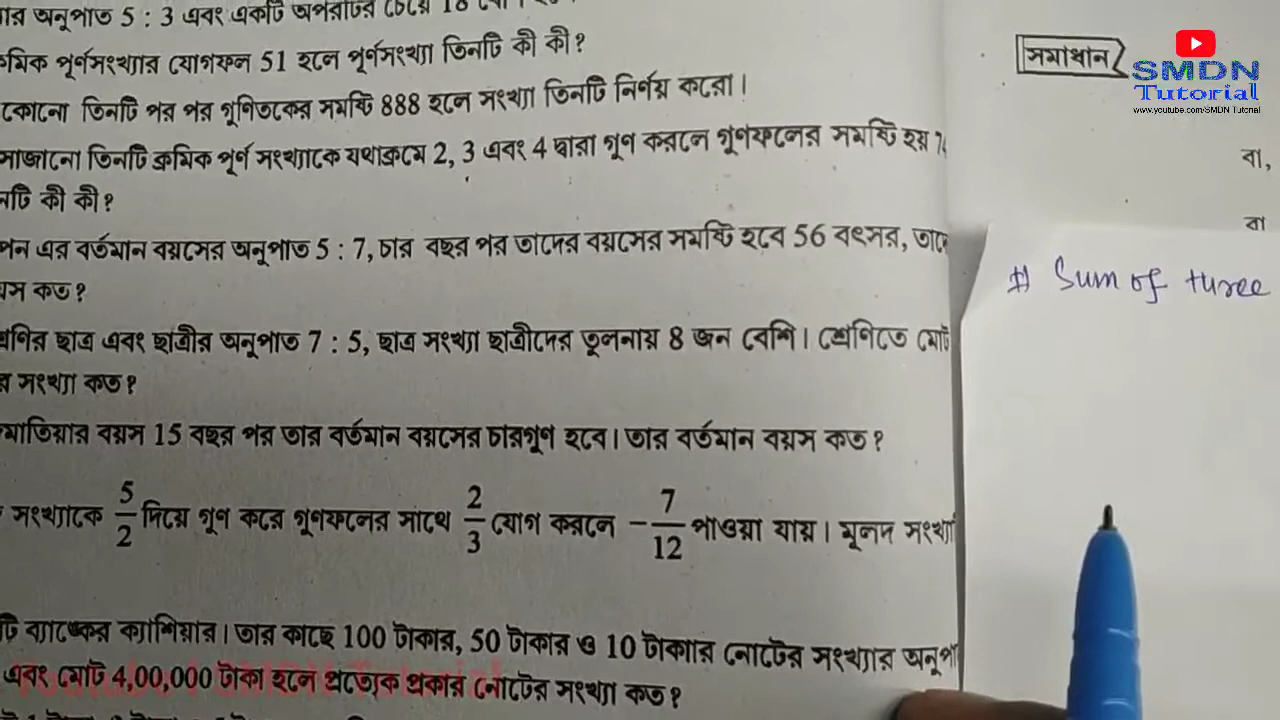 অনুপাত 5 : 3 এবং একটি অপরটির চেয়ে 18
পূর্ণসংখ্যার যোগফল 51 হলে পূর্ণসংখ্যা তিনটি কী কী?
কোনো তিনটি পর পর গুণিতকের সমষ্টি 888 হলে সংখ্যা তিনটি নির্ণয় করো।
সাজানো তিনটি ক্রমিক পূর্ণ সংখ্যাকে যথাক্রমে 2, 3 এবং 4 দ্বারা গুণ করলে গুণফলের সমষ্টি হয়
কী কী?
এর বর্তমান বয়সের অনুপাত 5 : 7, চার বছর পর তাদের বয়সের সমষ্টি হবে 56 বৎসর,
কত?
ছাত্র এবং ছাত্রীর অনুপাত 7 : 5, ছাত্র সংখ্যা ছাত্রীদের তুলনায় 8 জন বেশি। শ্রেণিতে মোট
সংখ্যা কত?
বয়স 15 বছর পর তার বর্তমান বয়সের চারগুণ হবে। তার বর্তমান বয়স কত?
সংখ্যাকে 5/2 দিয়ে গুণ করে গুণফলের সাথে 2/3 যোগ করলে -7/12 পাওয়া যায়। মূলদ সংখ্যা
ব্যাঙ্কের ক্যাশিয়ার। তার কাছে 100 টাকার, 50 টাকার ও 10 টাকার নোটের সংখ্যার
এবং মোট 4,00,000 টাকা হলে প্রত্যেক প্রকার নোটের সংখ্যা কত?
সমাধান
SMDN
Tutorial
www.youtube.com/SMDN Tutorial
বা,
বা
Sum of three